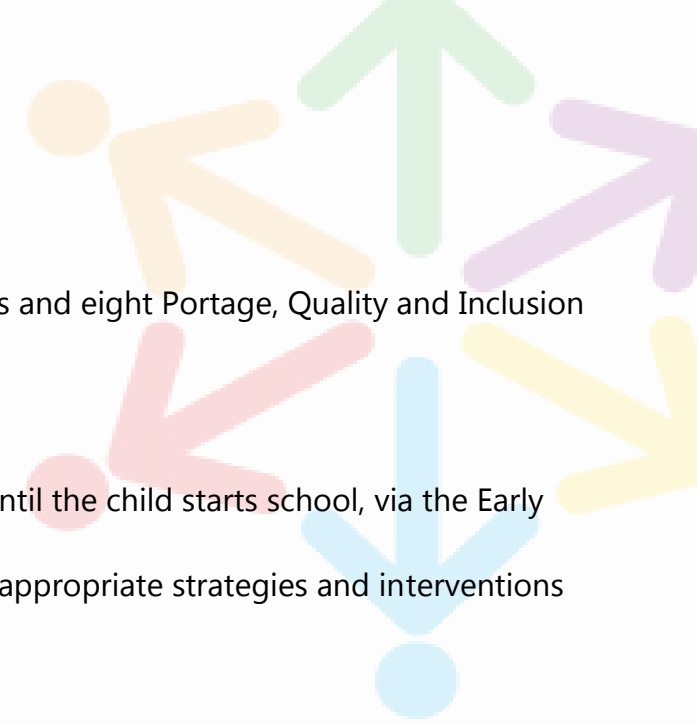 s and eight Portage, Quality and Inclusion
ntil the child starts school, via the Early
appropriate strategies and interventions